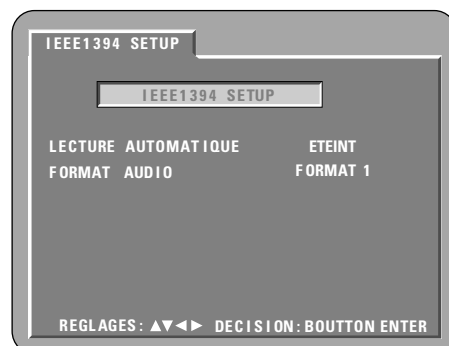 IEEE1394 SETUP
IEEE1394 SETUP
LECTURE AUTOMATIQUE ETEINT
FORMAT AUDIO FORMAT 1
REGLAGES: ▲▼◄► DECISION: BOUTTON ENTER